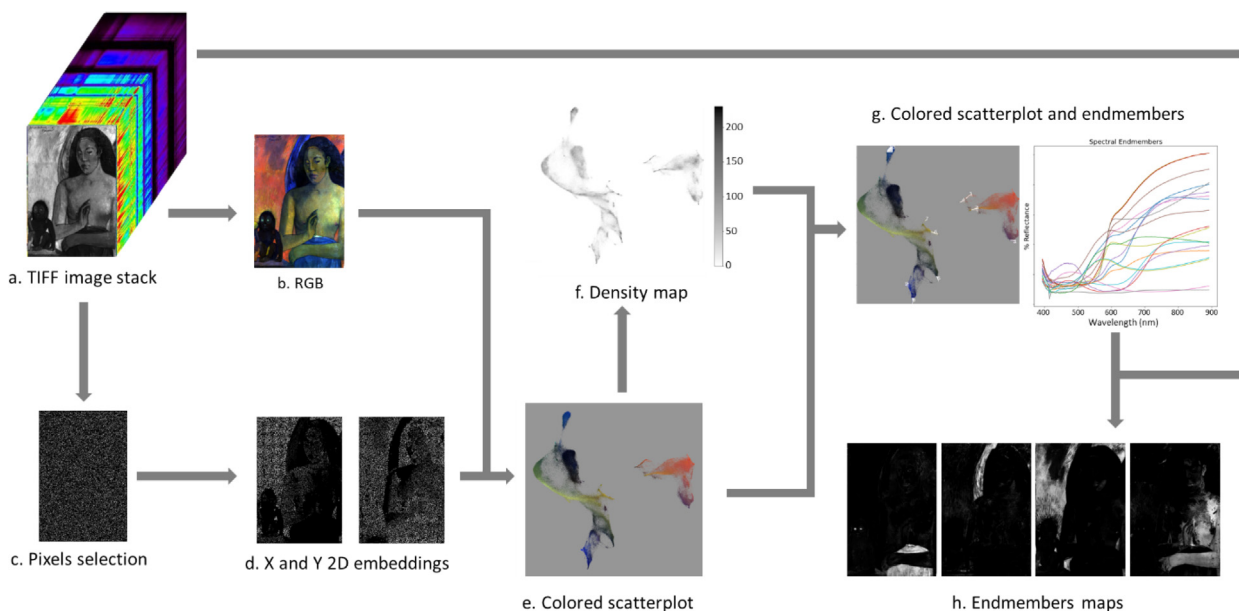 a. TIFF image stack
b. RGB
c. Pixels selection
d. X and Y 2D embeddings
e. Colored scatterplot
f. Density map
200
150
100
50
0
g. Colored scatterplot and endmembers
Spectral Endmembers
% Reflectance
400 500 600 700 800 900
Wavelength (nm)
h. Endmembers maps